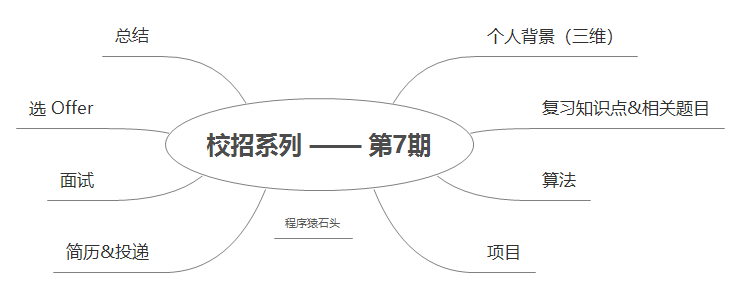 总结
个人背景（三维）
选 Offer
复习知识点&相关题目
校招系列 —— 第7期
面试
算法
程序猿石头
简历&投递
项目